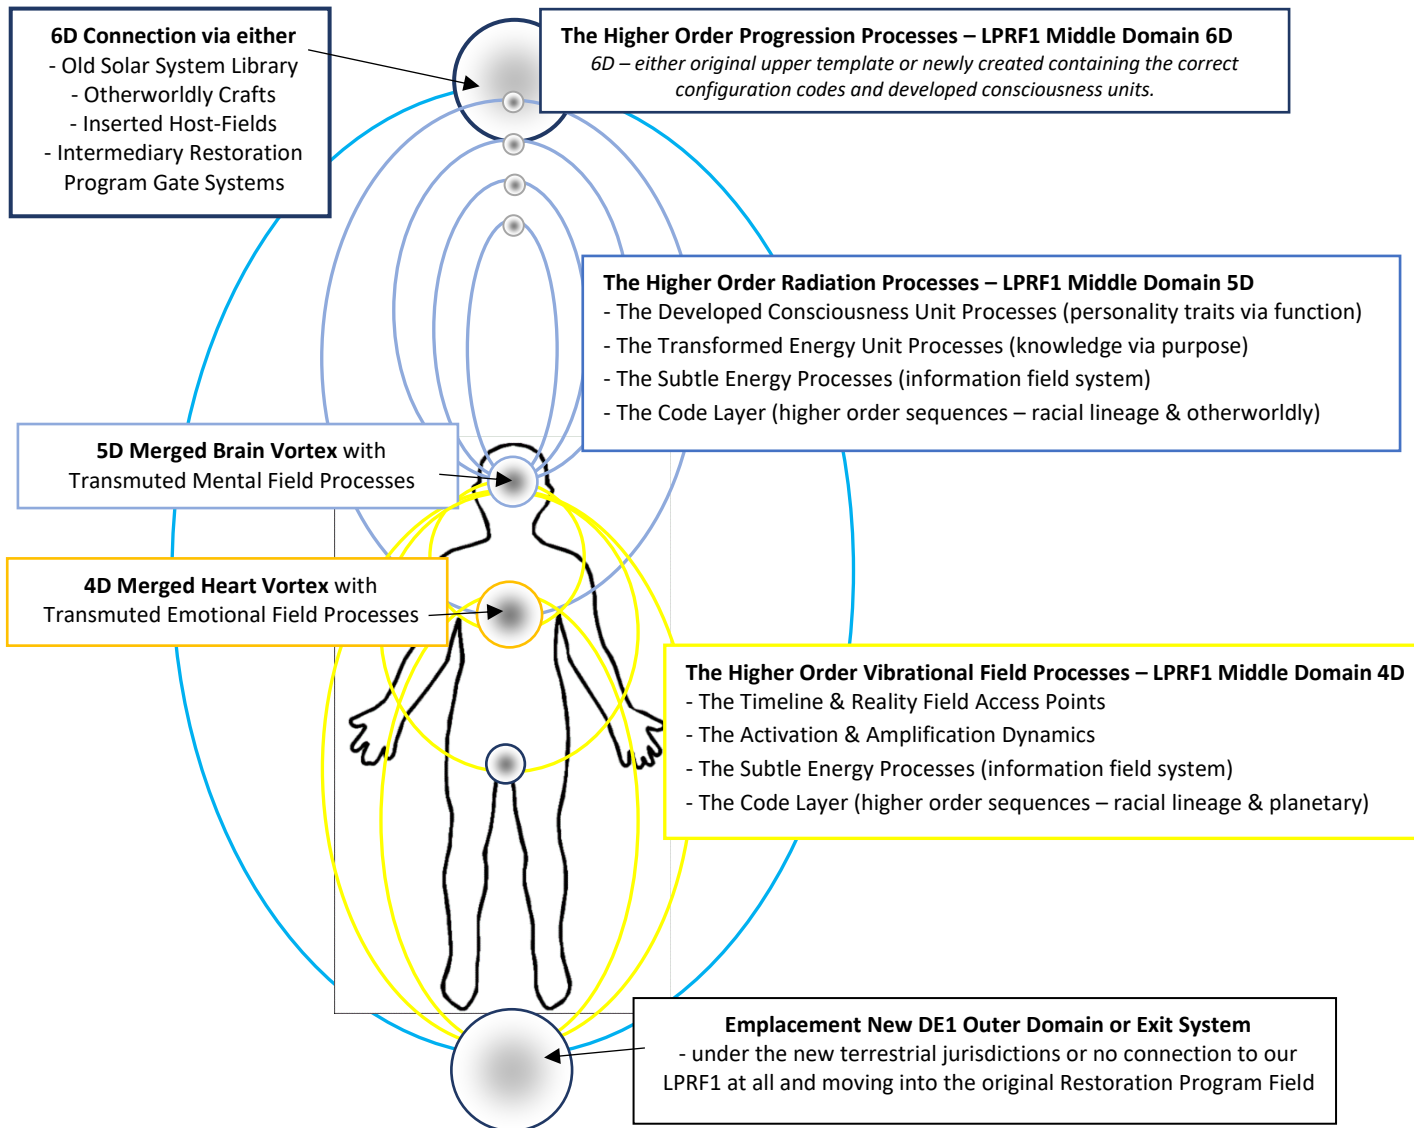 6D Connection via either
- Old Solar System Library
- Otherworldly Crafts
- Inserted Host-Fields
- Intermediary Restoration
Program Gate Systems
The Higher Order Progression Processes – LPRF1 Middle Domain 6D
6D – either original upper template or newly created containing the correct
configuration codes and developed consciousness units.
The Higher Order Radiation Processes – LPRF1 Middle Domain 5D
- The Developed Consciousness Unit Processes (personality traits via function)
- The Transformed Energy Unit Processes (knowledge via purpose)
- The Subtle Energy Processes (information field system)
- The Code Layer (higher order sequences – racial lineage & otherworldly)
5D Merged Brain Vortex with
Transmuted Mental Field Processes
4D Merged Heart Vortex with
Transmuted Emotional Field Processes
The Higher Order Vibrational Field Processes – LPRF1 Middle Domain 4D
- The Timeline & Reality Field Access Points
- The Activation & Amplification Dynamics
- The Subtle Energy Processes (information field system)
- The Code Layer (higher order sequences – racial lineage & planetary)
Emplacement New DE1 Outer Domain or Exit System
- under the new terrestrial jurisdictions or no connection to our
LPRF1 at all and moving into the original Restoration Program Field